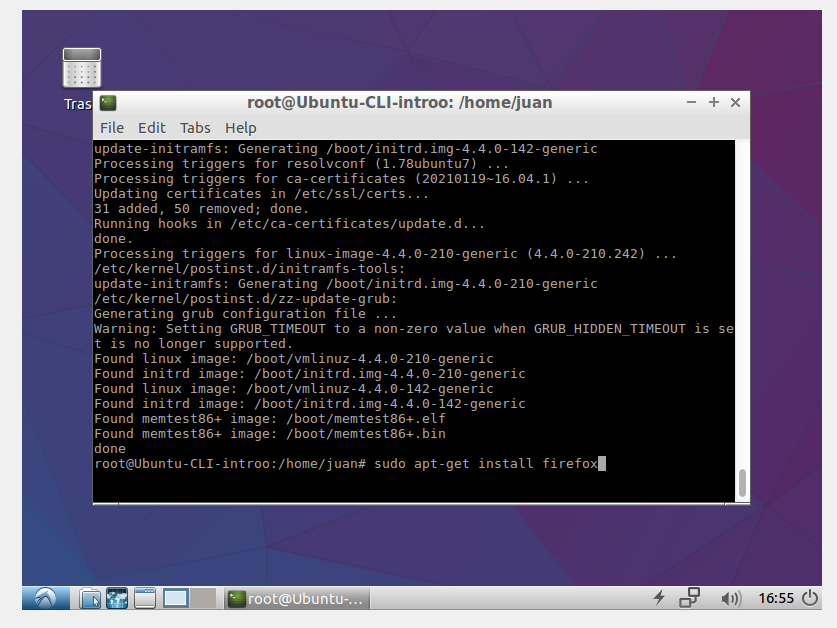 Tras
root@Ubuntu-CLI-introo: /home/juan
File Edit Tabs Help
update-initramfs: Generating /boot/initrd.img-4.4.0-142-generic
Processing triggers for resolvconf (1.78ubuntu7) ...
Processing triggers for ca-certificates (20210119~16.04.1) ...
Updating certificates in /etc/ssl/certs...
31 added, 50 removed; done.
Running hooks in /etc/ca-certificates/update.d...
done.
Processing triggers for linux-image-4.4.0-210-generic (4.4.0-210.242) ...
/etc/kernel/postinst.d/initramfs-tools:
update-initramfs: Generating /boot/initrd.img-4.4.0-210-generic
/etc/kernel/postinst.d/zz-update-grub:
Generating grub configuration file ...
Warning: Setting GRUB_TIMEOUT to a non-zero value when GRUB_HIDDEN_TIMEOUT is se
t is no longer supported.
Found linux image: /boot/vmlinuz-4.4.0-210-generic
Found initrd image: /boot/initrd.img-4.4.0-210-generic
Found linux image: /boot/vmlinuz-4.4.0-142-generic
Found initrd image: /boot/initrd.img-4.4.0-142-generic
Found memtest86+ image: /boot/memtest86+.elf
Found memtest86+ image: /boot/memtest86+.bin
done
root@Ubuntu-CLI-introo:/home/juan# sudo apt-get install firefox
root@Ubuntu-... 16:55